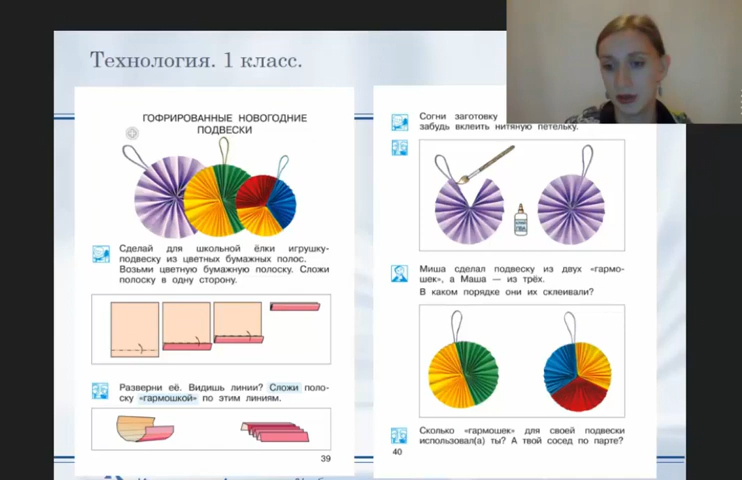 Технология. 1 класс.
ГОФРИРОВАННЫЕ НОВОГОДНИЕ
ПОДВЕСКИ
Сделай для школьной ёлки игрушку-
подвеску из цветных бумажных полос.
Возьми цветную бумажную полоску. Сложи
полоску в одну сторону.
Разверни её. Видишь линии? Сложи поло-
ску «гармошкой» по этим линиям.
39
Согни заготовку
забудь вклеить нитяную петельку.
ПВА
Миша сделал подвеску из двух «гармо-
шек», а Маша — из трёх.
В каком порядке они их склеивали?
Сколько «гармошек» для своей подвески
использовал(а) ты? А твой сосед по парте?
40